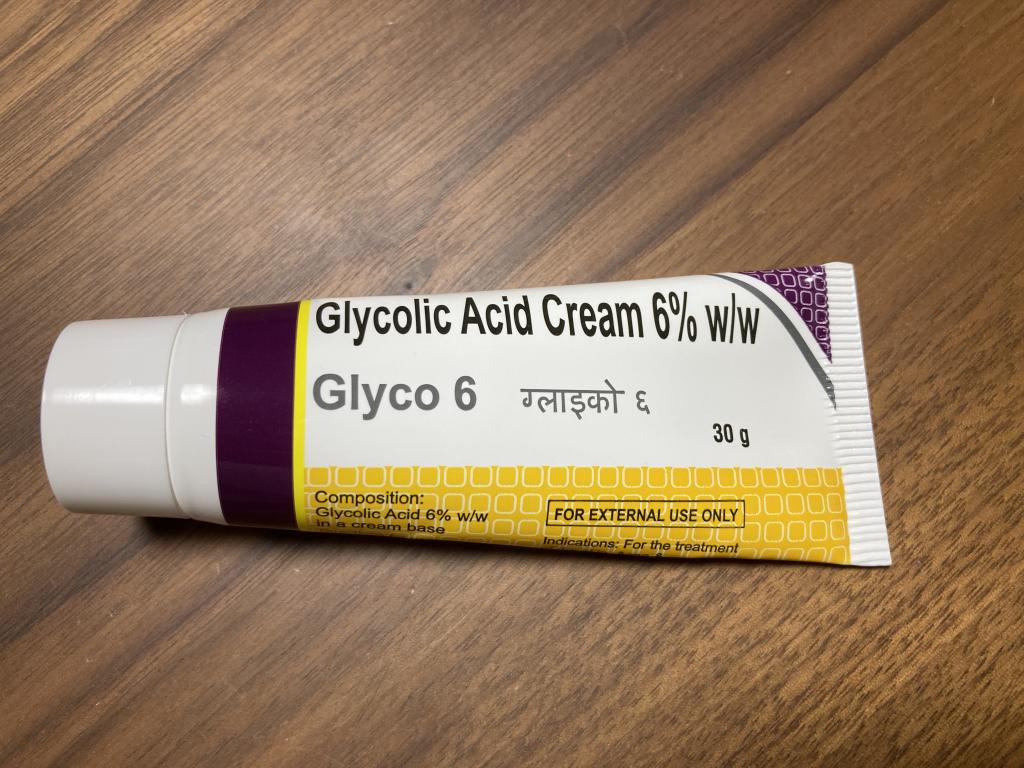 Glycolic Acid Cream 6% w/w
Glyco 6 ग्लाइको ६
30 g
Composition:
Glycolic Acid 6% w/w
in a cream base
FOR EXTERNAL USE ONLY
Indications: For the treatment